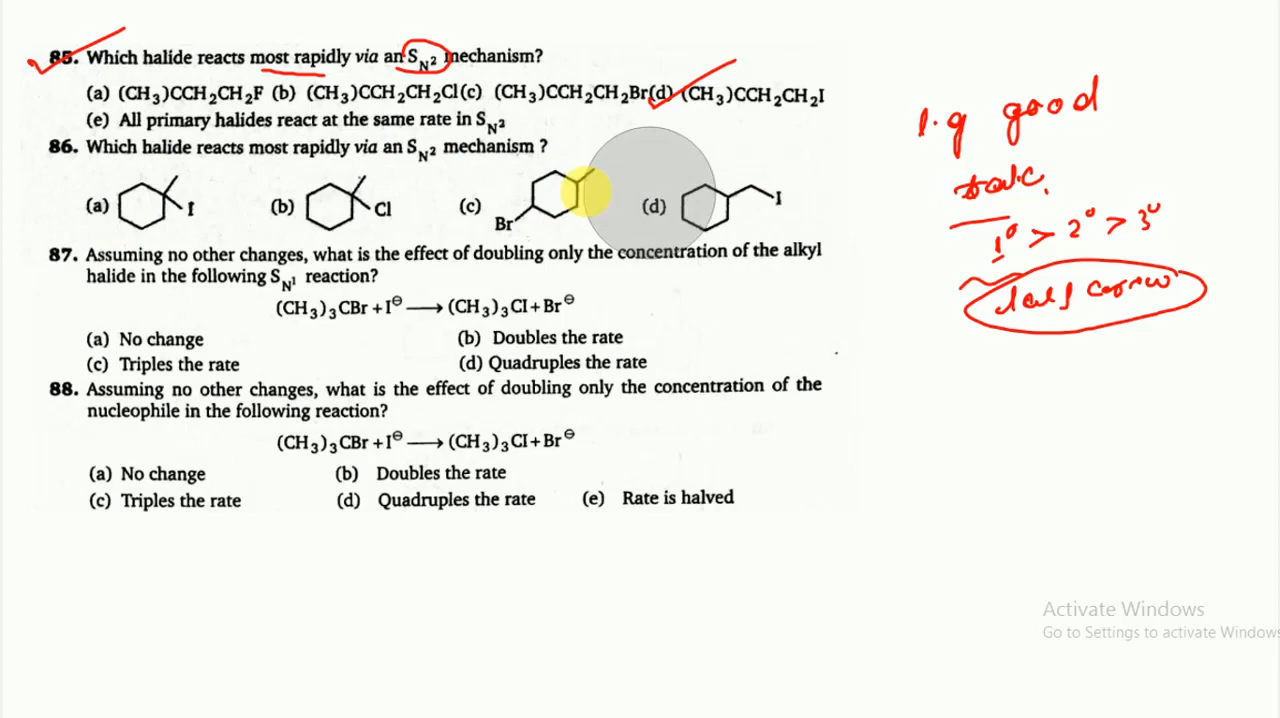 85. Which halide reacts most rapidly via an S_N2 mechanism?
(a) (CH₃)CCH₂CH₂F (b) (CH₃)CCH₂CH₂Cl(c) (CH₃)CCH₂CH₂Br(d) (CH₃)CCH₂CH₂I
(e) All primary halides react at the same rate in S_N2
86. Which halide reacts most rapidly via an S_N2 mechanism ?
(a) I (b) Cl (c) Br (d) I
87. Assuming no other changes, what is the effect of doubling only the concentration of the alkyl
halide in the following S_N1 reaction?
(CH₃)₃CBr + I⊖ ⟶ (CH₃)₃CI + Br⊖
(a) No change (b) Doubles the rate
(c) Triples the rate (d) Quadruples the rate
88. Assuming no other changes, what is the effect of doubling only the concentration of the
nucleophile in the following reaction?
(CH₃)₃CBr + I⊖ ⟶ (CH₃)₃CI + Br⊖
(a) No change (b) Doubles the rate
(c) Triples the rate (d) Quadruples the rate (e) Rate is halved
l.g good
1° > 2° > 3°
Activate Windows
Go to Settings to activate Windows